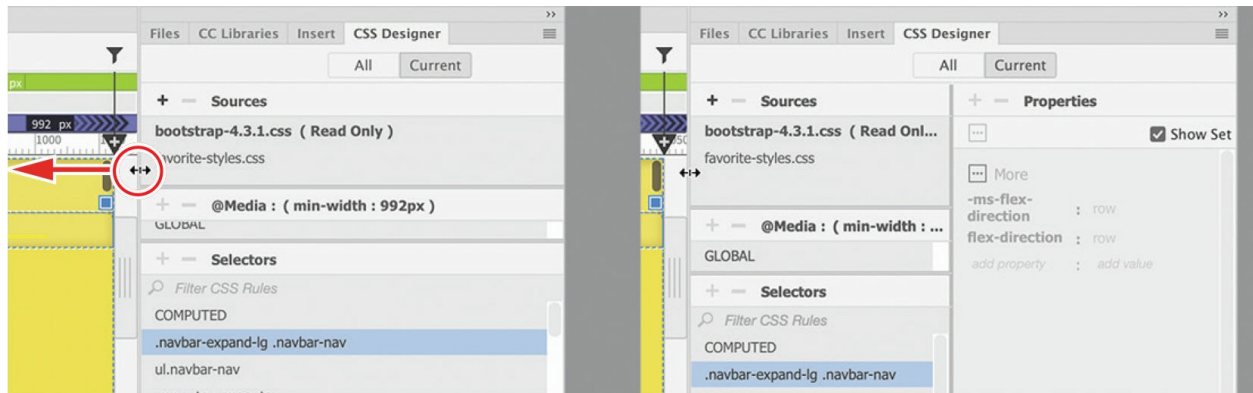 Files CC Libraries Insert CSS Designer
All Current
px
+ − Sources
992 px
bootstrap-4.3.1.css ( Read Only )
1000
favorite-styles.css
+ − @Media : ( min-width : 992px )
GLOBAL
+ − Selectors
Filter CSS Rules
COMPUTED
.navbar-expand-lg .navbar-nav
ul.navbar-nav
Files CC Libraries Insert CSS Designer
All Current
+ − Sources
bootstrap-4.3.1.css ( Read Onl...
favorite-styles.css
+ − @Media : ( min-width : ...
GLOBAL
+ − Selectors
Filter CSS Rules
COMPUTED
.navbar-expand-lg .navbar-nav
+ − Properties
Show Set
More
-ms-flex-
direction : row
flex-direction : row
add property : add value